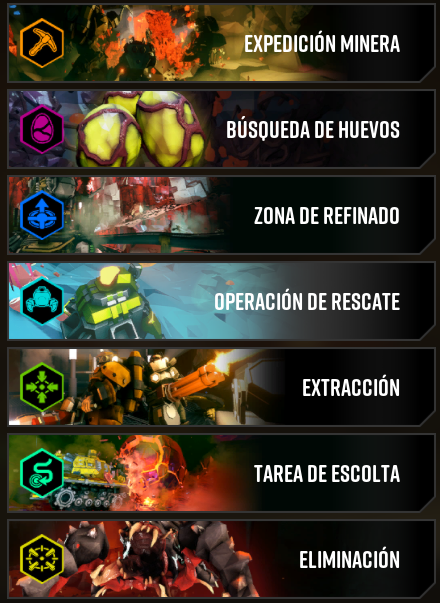 EXPEDICIÓN MINERA
BÚSQUEDA DE HUEVOS
ZONA DE REFINADO
OPERACIÓN DE RESCATE
EXTRACCIÓN
TAREA DE ESCOLTA
ELIMINACIÓN